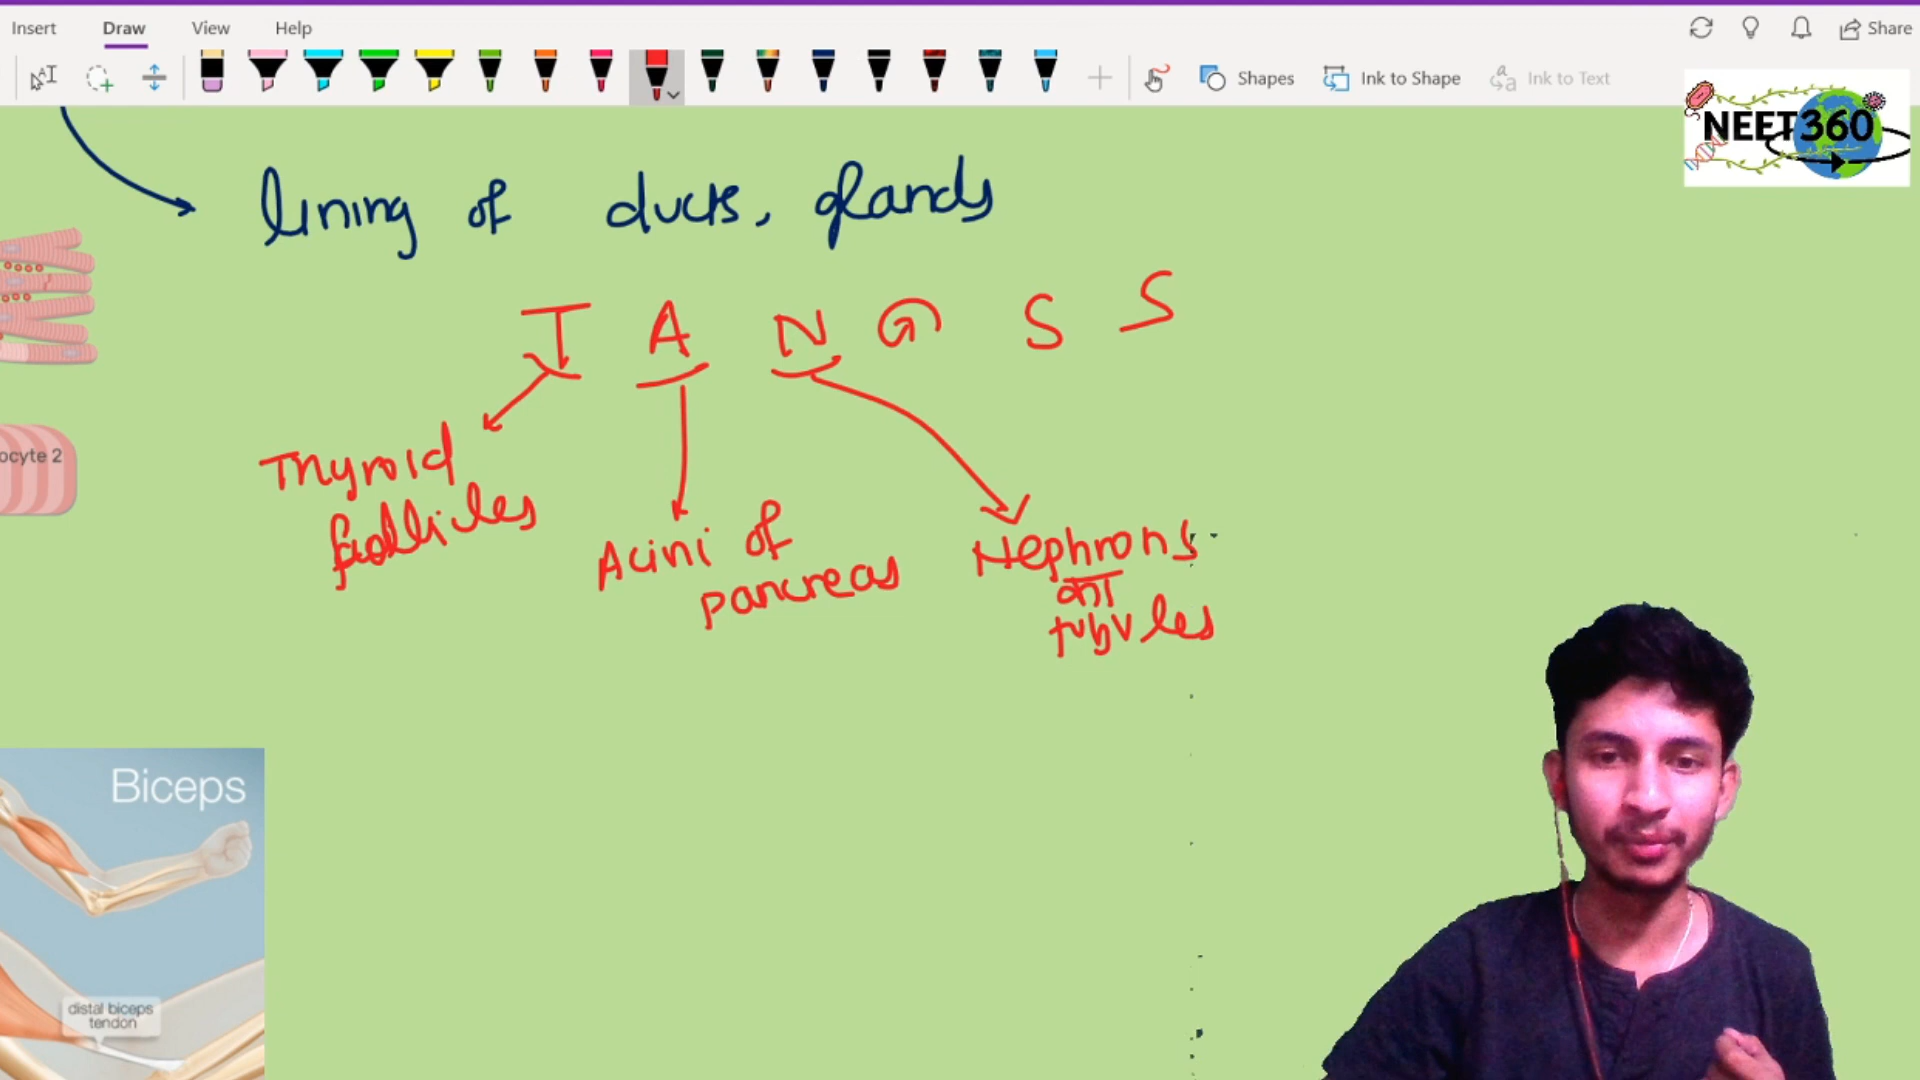 Insert Draw View Help Share
Shapes Ink to Shape Ink to Text
NEET360
lining of ducts, glands
T A N G S S
Thyroid
follicles
Acini of
pancreas
Nephrons
tubules
ocyte 2
Biceps
distal biceps
tendon